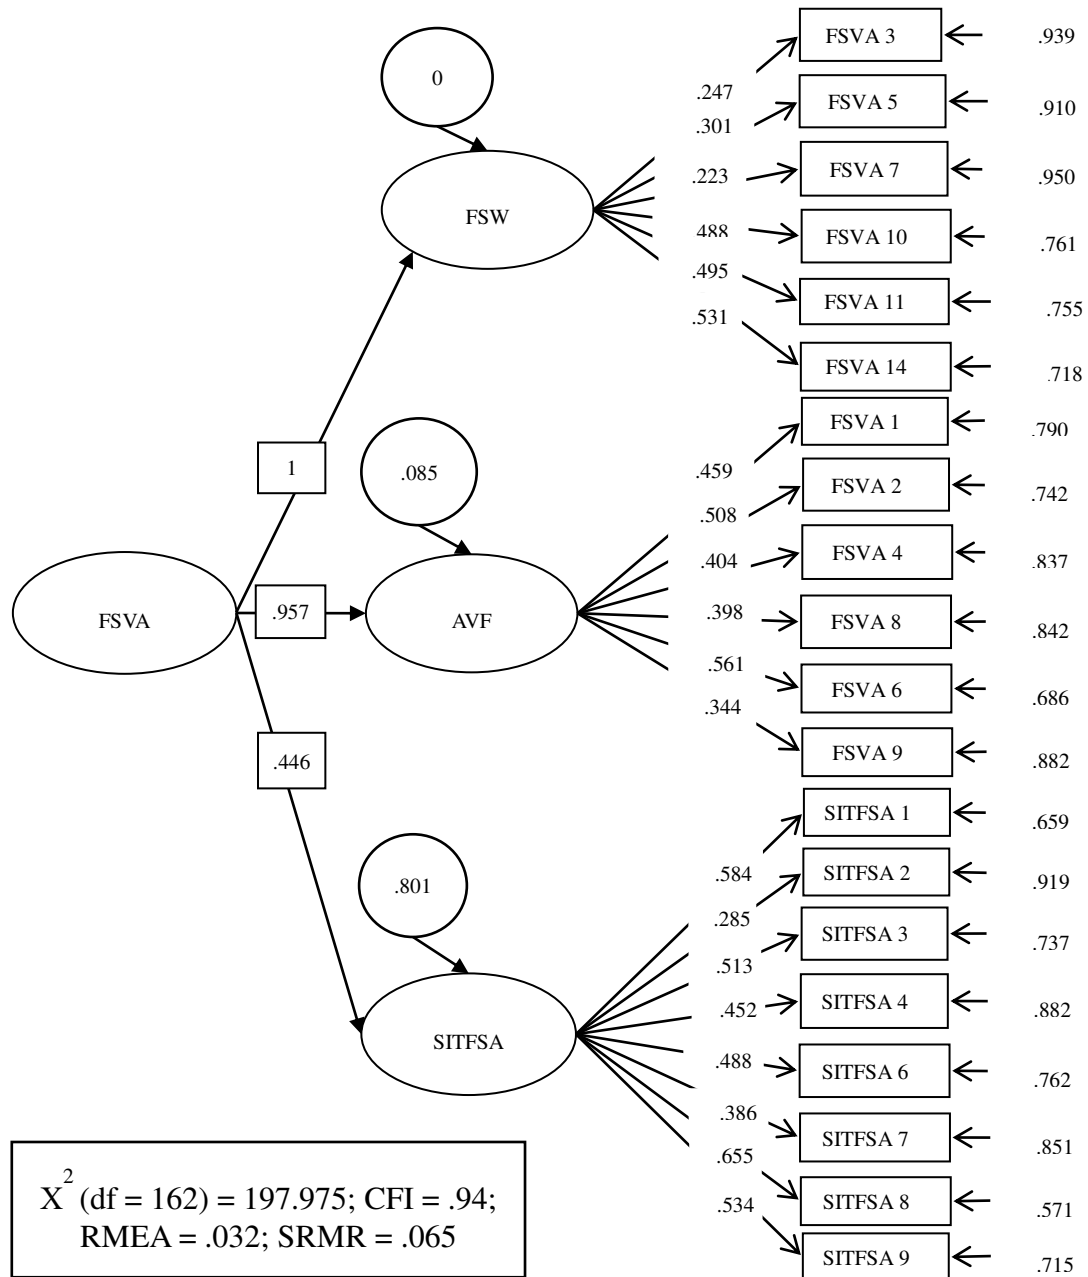 FSVA 3
.939
0
.247
FSVA 5
.910
.301
FSVA 7
.950
.223
FSW
488
FSVA 10
.761
.495
FSVA 11
.755
.531
FSVA 14
.718
FSVA 1
.790
1
.085
.459
FSVA 2
.742
.508
FSVA 4
.837
.404
FSVA
.957
AVF
.398
FSVA 8
.842
.561
FSVA 6
.686
.344
FSVA 9
.882
.446
SITFSA 1
.659
.584
SITFSA 2
.919
.801
.285
SITFSA 3
.737
.513
SITFSA 4
.882
.452
SITFSA
.488
SITFSA 6
.762
.386
SITFSA 7
.851
.655
SITFSA 8
.571
.534
SITFSA 9
.715
X² (df = 162) = 197.975; CFI = .94;
RMEA = .032; SRMR = .065